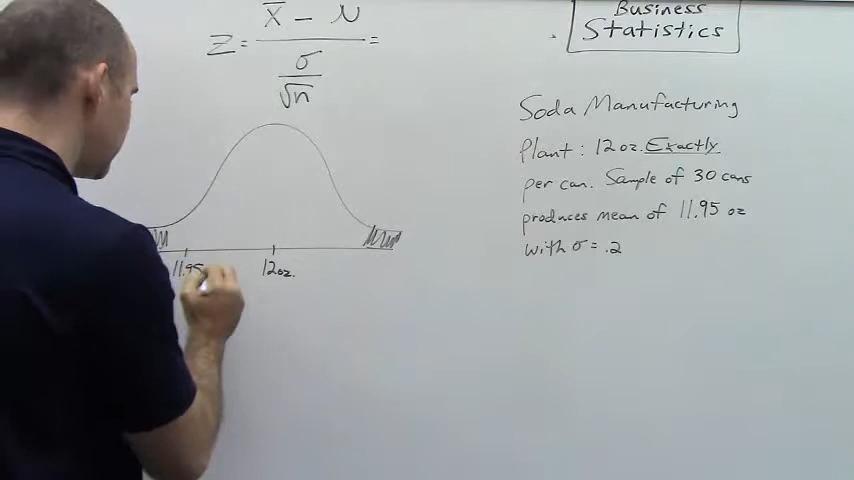 Business
Statistics
Z = x̄ - μ / σ / √n =
Soda Manufacturing
Plant : 12 oz. Exactly
per can. Sample of 30 cans
produces mean of 11.95 oz
with σ = .2
11.95
12oz.